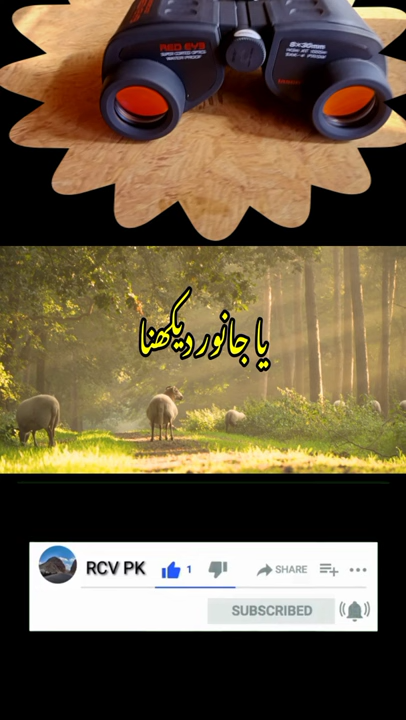 RED EYE
8x30mm
یا جانور دیکھنا
RCV PK
1
SHARE
SUBSCRIBED